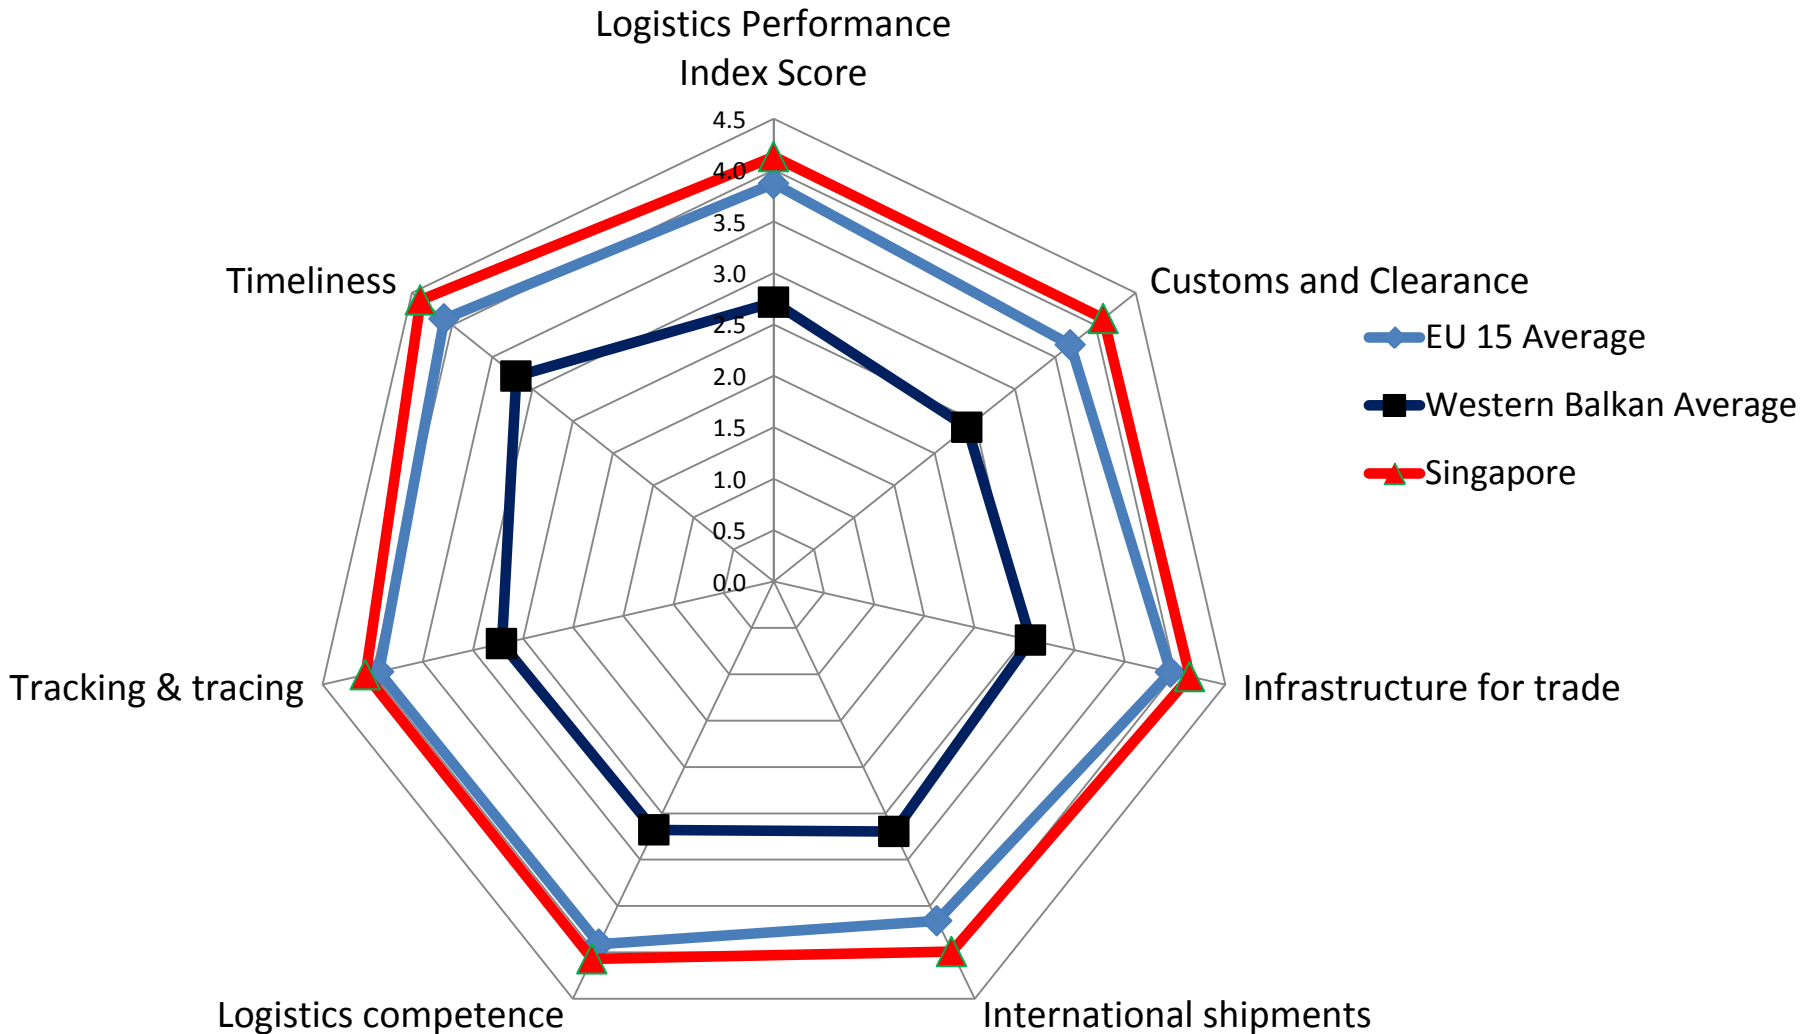 Logistics Performance
Index Score
4.5
4.0
3.5
3.0
2.5
2.0
1.5
1.0
0.5
0.0
Timeliness
Customs and Clearance
EU 15 Average
Western Balkan Average
Singapore
Tracking & tracing
Infrastructure for trade
Logistics competence
International shipments